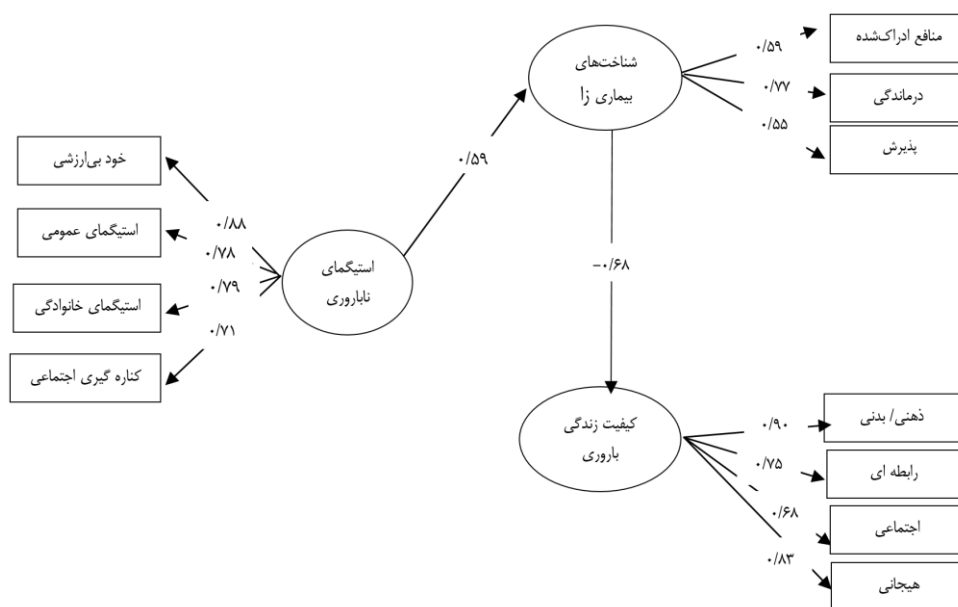 منافع ادراک‌شده
۰/۵۹
شناخت‌های
بیماری زا
۰/۷۷
درماندگی
۰/۵۵
پذیرش
۰/۵۹
خود بی‌ارزشی
۰/۸۸
استیگمای عمومی
۰/۷۸
استیگمای
ناباروری
۰/۷۹
استیگمای خانوادگی
۰/۷۱
کناره گیری اجتماعی
−۰/۶۸
ذهنی/ بدنی
۰/۹۰
کیفیت زندگی
باروری
۰/۷۵
رابطه ای
۰/۶۸
اجتماعی
۰/۸۳
هیجانی